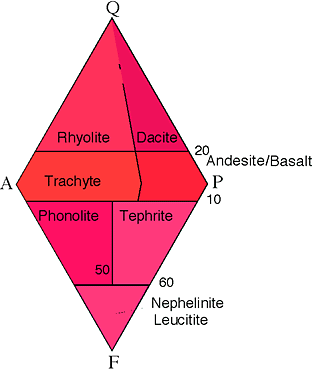 Q
Rhyolite Dacite
20
Andesite/Basalt
A Trachyte P
10
Phonolite Tephrite
50
60
Nephelinite
Leucitite
F